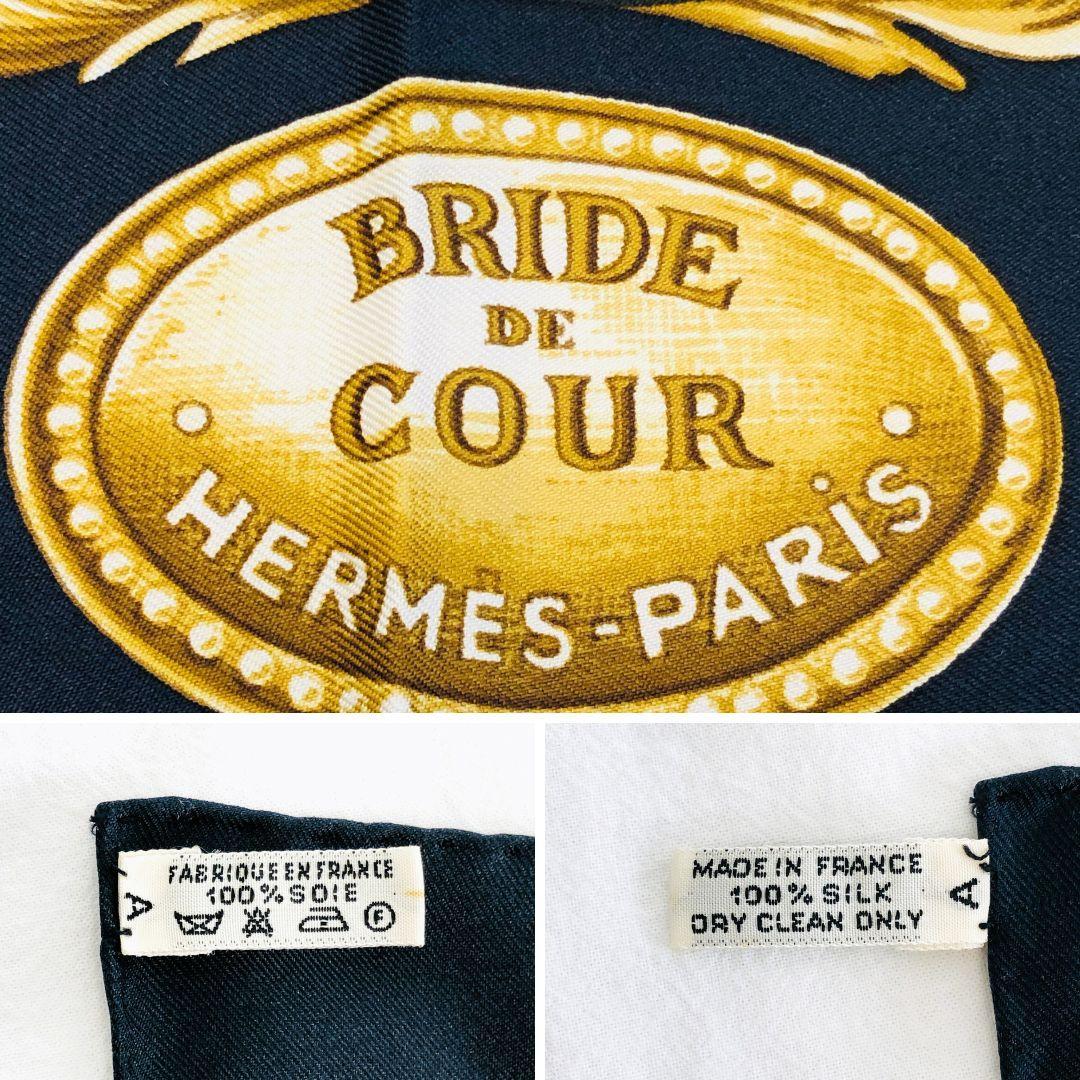 BRIDE
DE
COUR
HERMES-PARIS
FABRIQUE EN FRANCE
100% SOIE
A
F
MADE IN FRANCE
100% SILK
DRY CLEAN ONLY
A